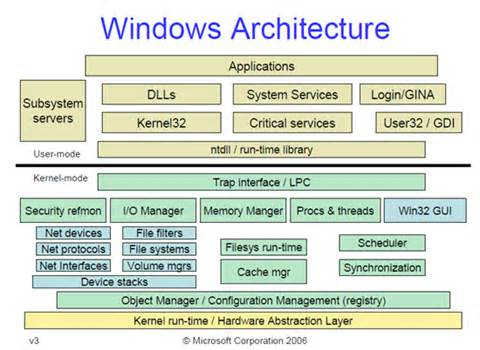 Windows Architecture
Applications
Subsystem servers
DLLs
System Services
Login/GINA
Kernel32
Critical services
User32 / GDI
User-mode
ntdll / run-time library
Kernel-mode
Trap interface / LPC
Security refmon
I/O Manager
Memory Manger
Procs & threads
Win32 GUI
Net devices
File filters
Net protocols
File systems
Net Interfaces
Volume mgrs
Device stacks
Filesys run-time
Scheduler
Cache mgr
Synchronization
Object Manager / Configuration Management (registry)
Kernel run-time / Hardware Abstraction Layer
v3
© Microsoft Corporation 2006